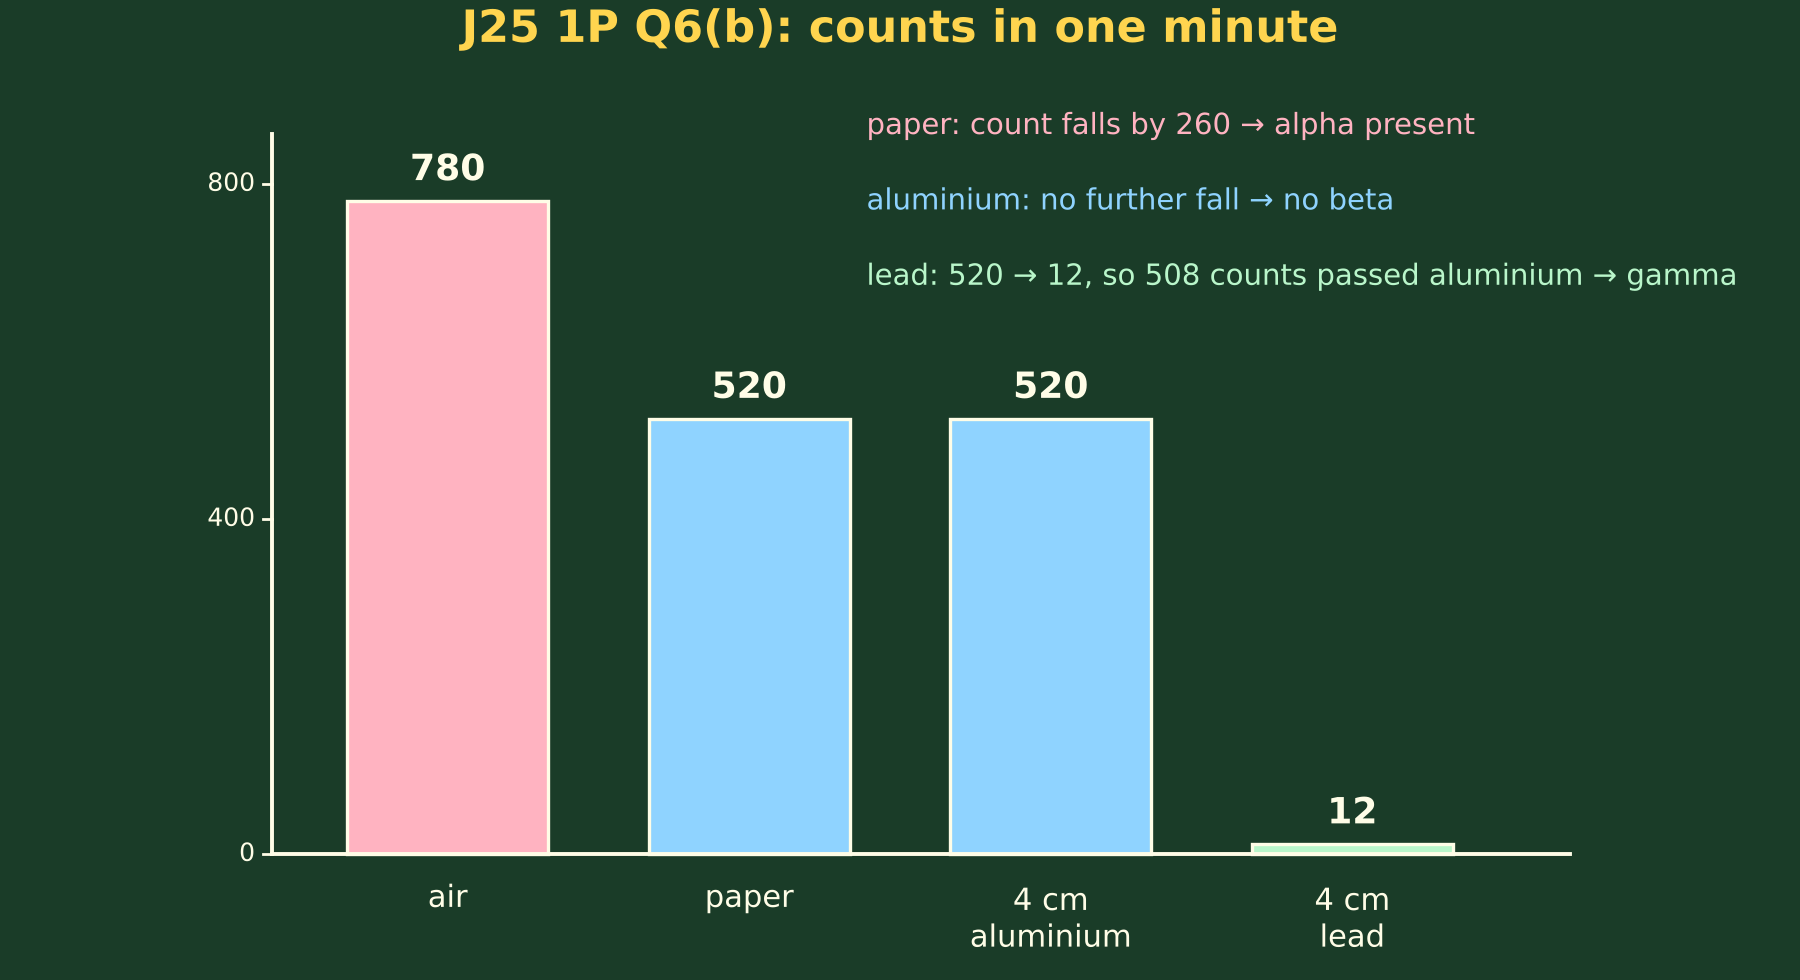 J25 1P Q6(b): counts in one minute
paper: count falls by 260 → alpha present
aluminium: no further fall → no beta
lead: 520 → 12, so 508 counts passed aluminium → gamma
800
400
0
780
520
520
12
air
paper
4 cm
aluminium
4 cm
lead